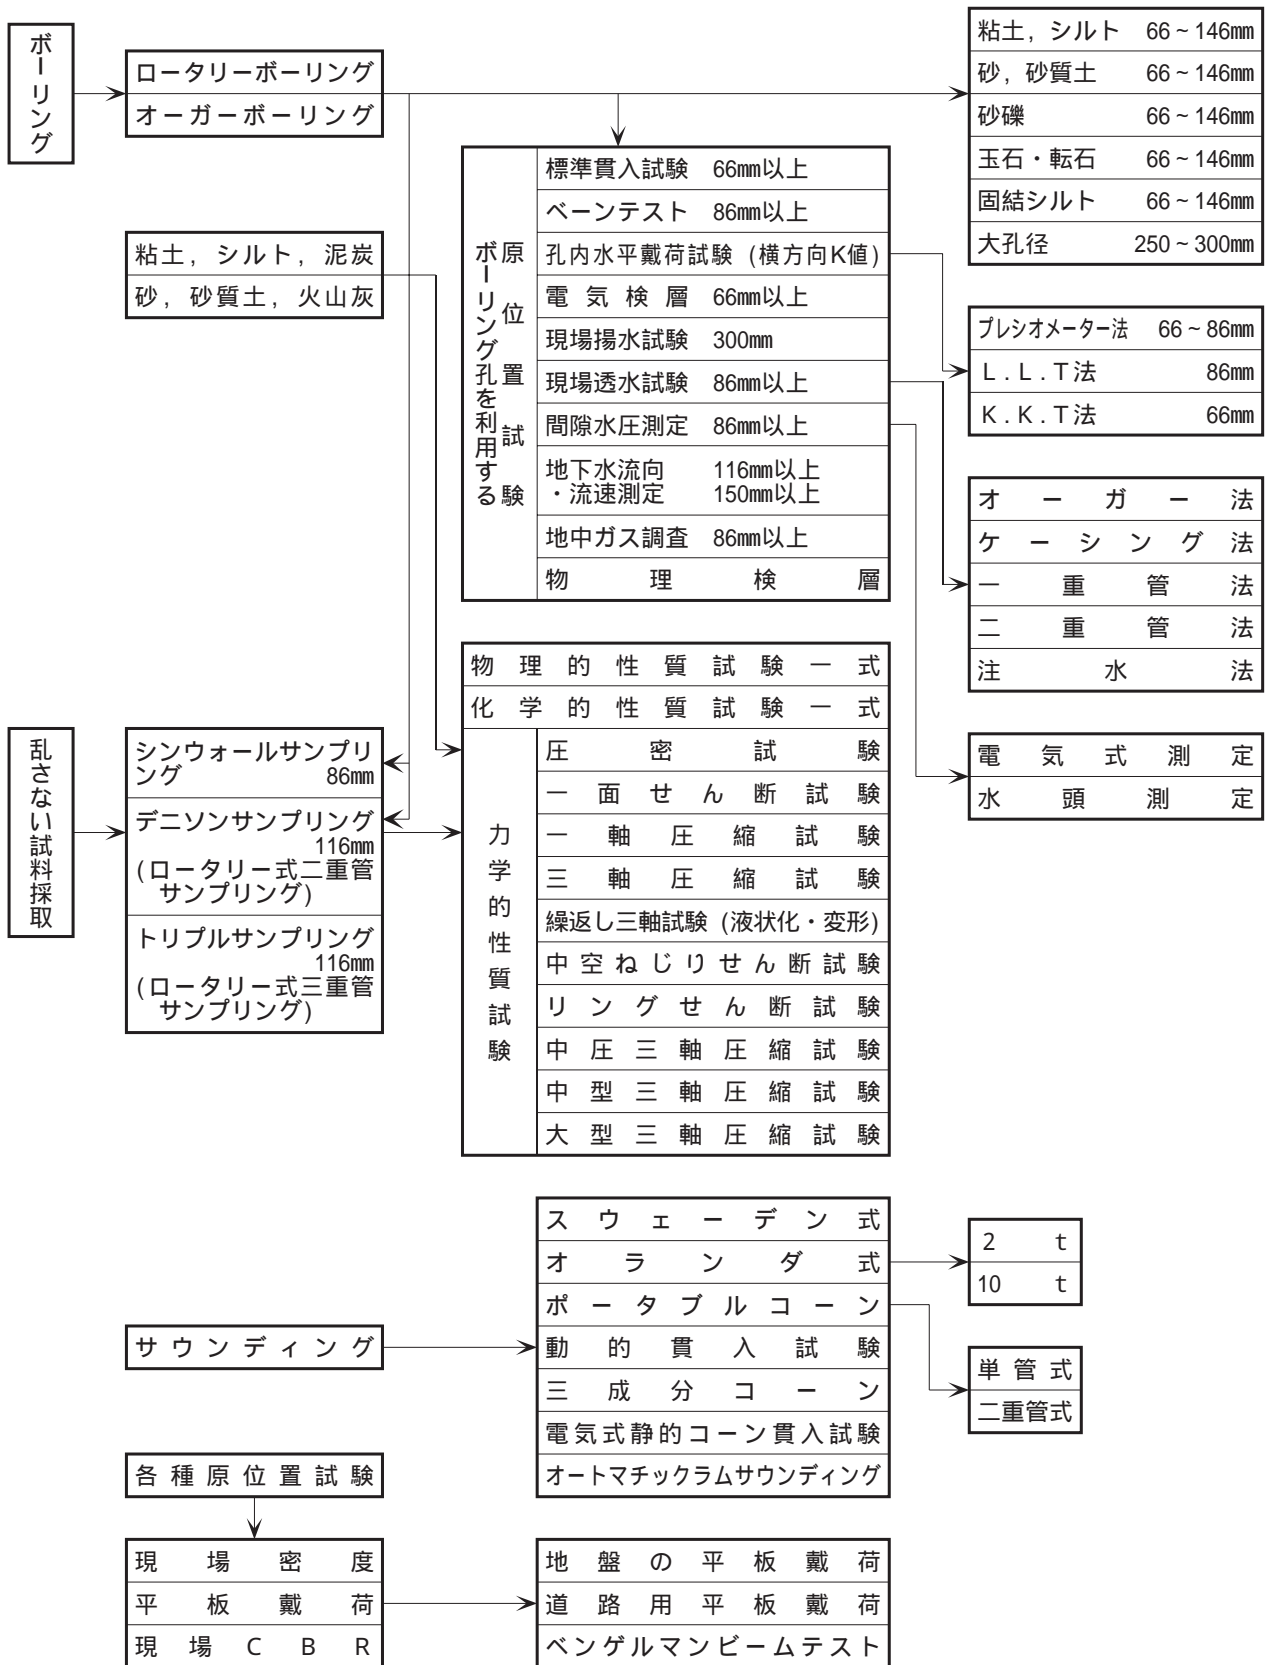 ボーリング
ロータリーボーリング
オーガーボーリング
粘土，シルト　66～146㎜
砂，砂質土　66～146㎜
砂礫　66～146㎜
玉石・転石　66～146㎜
固結シルト　66～146㎜
大孔径　250～300㎜
粘土，シルト，泥炭
砂，砂質土，火山灰
ボーリング孔を利用する
原位置試験
標準貫入試験　66㎜以上
ベーンテスト　86㎜以上
孔内水平戴荷試験（横方向K値）
電気検層　66㎜以上
現場揚水試験　300㎜
現場透水試験　86㎜以上
間隙水圧測定　86㎜以上
地下水流向　116㎜以上
・流速測定　150㎜以上
地中ガス調査　86㎜以上
物理検層
プレシオメーター法　66～86㎜
L．L．T法　86㎜
K．K．T法　66㎜
オーガー法
ケーシング法
一重管法
二重管法
注水法
電気式測定
水頭測定
乱さない試料採取
シンウォールサンプリ
ング　86㎜
デニソンサンプリング
116㎜
（ロータリー式二重管
サンプリング）
トリプルサンプリング
116㎜
（ロータリー式三重管
サンプリング）
物理的性質試験一式
化学的性質試験一式
力学的性質試験
圧密試験
一面せん断試験
一軸圧縮試験
三軸圧縮試験
繰返し三軸試験（液状化・変形）
中空ねじりせん断試験
リングせん断試験
中圧三軸圧縮試験
中型三軸圧縮試験
大型三軸圧縮試験
サウンディング
スウェーデン式
オランダ式
ポータブルコーン
動的貫入試験
三成分コーン
電気式静的コーン貫入試験
オートマチックラムサウンディング
2　t
10　t
単管式
二重管式
各種原位置試験
現場密度
平板戴荷
現場CBR
地盤の平板戴荷
道路用平板戴荷
ベンゲルマンビームテスト